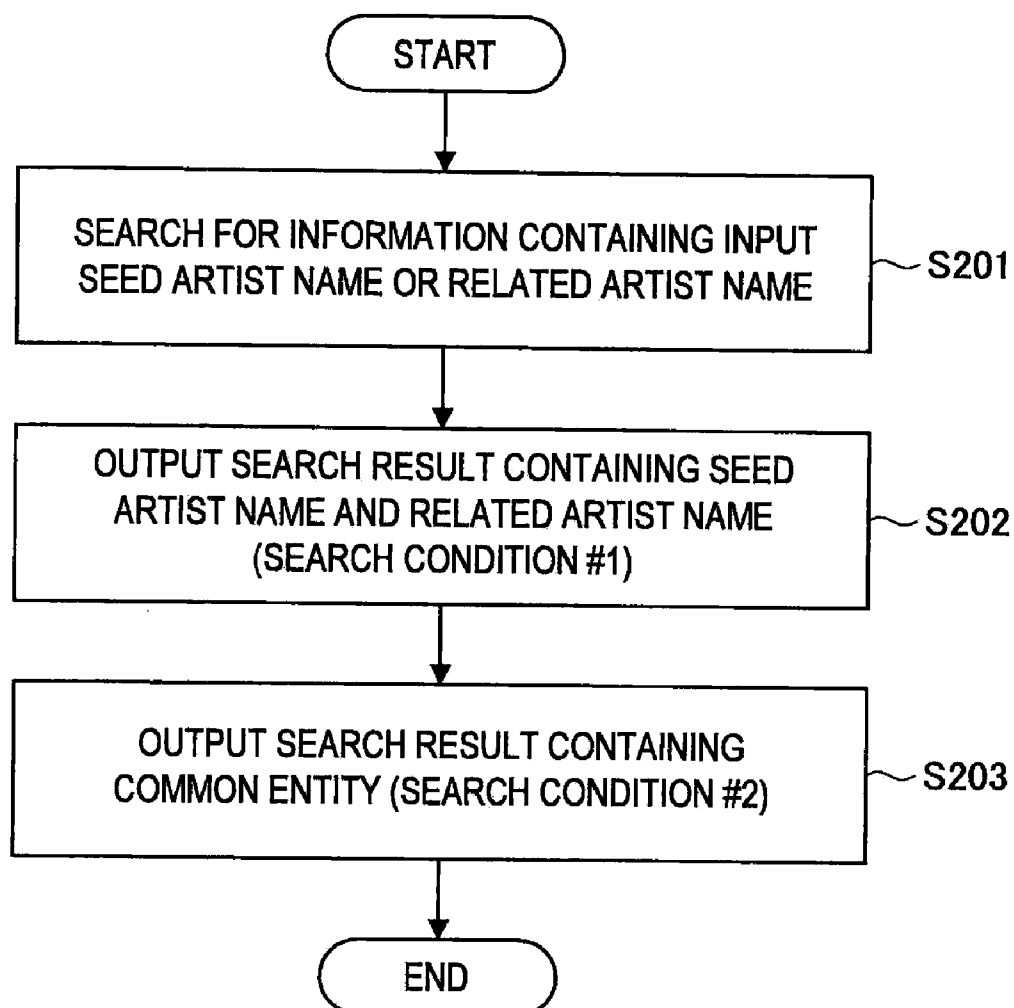 START
SEARCH FOR INFORMATION CONTAINING INPUT
SEED ARTIST NAME OR RELATED ARTIST NAME
S201
OUTPUT SEARCH RESULT CONTAINING SEED
ARTIST NAME AND RELATED ARTIST NAME
(SEARCH CONDITION #1)
S202
OUTPUT SEARCH RESULT CONTAINING
COMMON ENTITY (SEARCH CONDITION #2)
S203
END